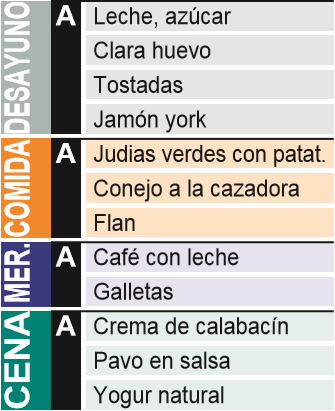 DESAYUNO
A
Leche, azúcar
Clara huevo
Tostadas
Jamón york
COMIDA
A
Judias verdes con patat.
Conejo a la cazadora
Flan
MER.
A
Café con leche
Galletas
CENA
A
Crema de calabacín
Pavo en salsa
Yogur natural